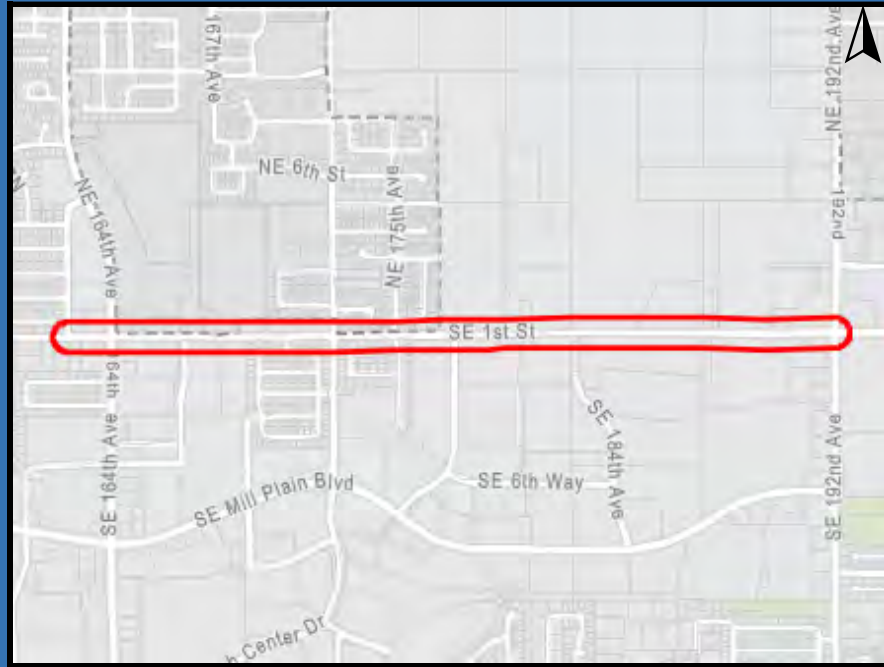 167th Ave
NE 192nd Ave
NE 6th St
NE 175th Ave
NE 164th Ave
192nd
SE 1st St
164th
SE 164th Ave
SE 184th Ave
SE 192nd Ave
SE Mill Plain Blvd
SE 6th Way
h Center Dr